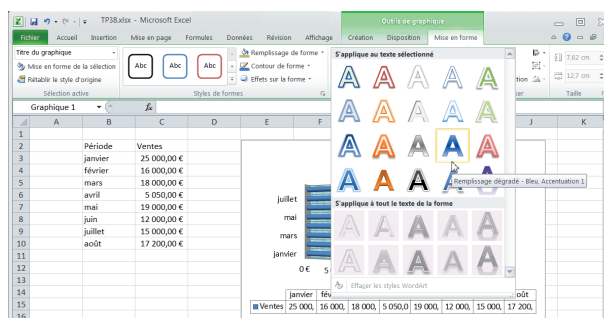 TP38.xlsx - Microsoft Excel
Outils de graphique
Fichier Accueil Insertion Mise en page Formules Données Révision Affichage Création Disposition Mise en forme
Titre du graphique
Mise en forme de la sélection
Rétablir le style d'origine
Sélection active
Abc Abc Abc
Remplissage de forme
Contour de forme
Effets sur la forme
Styles de formes
S'applique au texte sélectionné
7,62 cm
12,7 cm
Taille
Graphique 1 fx
A B C D E F J K
1
2 Période Ventes
3 janvier 25 000,00 €
4 février 16 000,00 €
5 mars 18 000,00 €
6 avril 5 050,00 €
7 mai 19 000,00 €
8 juin 12 000,00 €
9 juillet 15 000,00 €
10 août 17 200,00 €
11
12
13
14
15
16
juillet
mai
mars
janvier
0 € 5
A A A A A
A A A A A
A A A A A
A A A A A
Remplissage dégradé - Bleu, Accentuation 1
S'applique à tout le texte de la forme
A A A A A
A A A A A
Effacer les styles WordArt
janvier fév oût
Ventes 25 000, 16 000, 18 000, 5 050,0 19 000, 12 000, 15 000, 17 200,